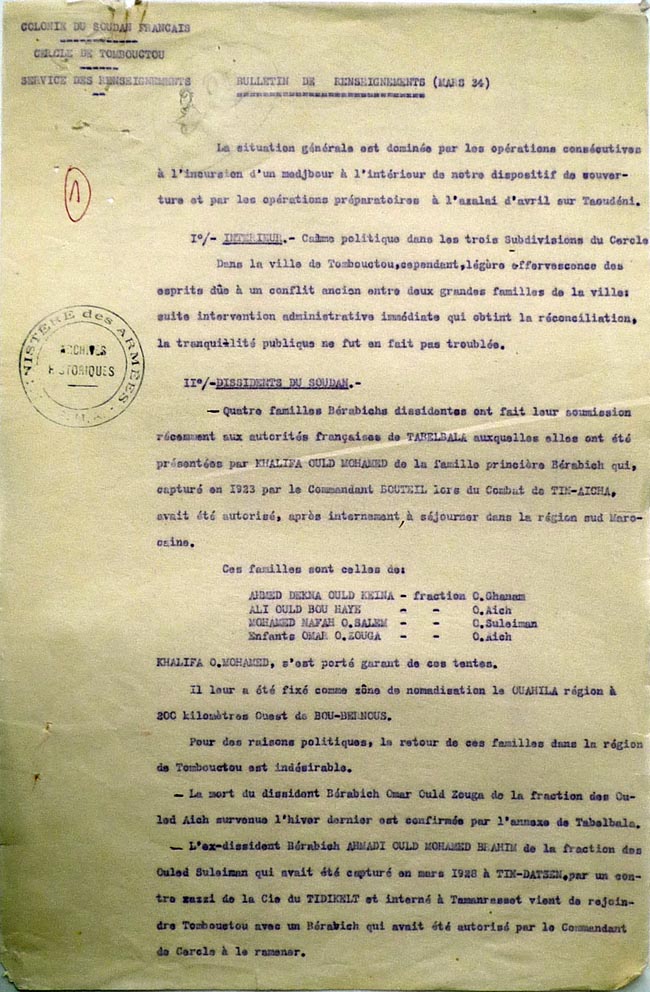 COLONIE DU SOUDAN FRANCAIS
CERCLE DE TOMBOUCTOU
SERVICE DES RENSEIGNEMENTS
BULLETIN DE RENSEIGNEMENTS (MARS 34)
La situation générale est dominée par les opérations consécutives
à l'incursion d'un medjbour à l'intérieur de notre dispositif de couver-
ture et par les opérations préparatoires à l'azalai d'avril sur Taoudéni.
1
I°/- INTERIEUR.- Calme politique dans les trois Subdivisions du Cercle
Dans la ville de Tombouctou,cependant,légère effervescence des
esprits dûe à un conflit ancien entre deux grandes familles de la ville:
suite intervention administrative immédiate qui obtint la réconciliation,
la tranquilité publique ne fut en fait pas troublée.
MINISTÈRE des ARMÉES
ARCHIVES
HISTORIQUES
II°/-DISSIDENTS DU SOUDAN.-
- Quatre familles Bérabichs dissidentes ont fait leur soumission
récemment aux autorités françaises de TABELBALA auxquelles elles ont été
présentées par KHALIFA OULD MOHAMED de la famille princière Bérabich qui,
capturé en 1923 par le Commandant BOUTEIL lors du Combat de TIN-AICHA,
avait été autorisé, après internement à séjourner dans la région sud Maro-
caine.
Ces familles sont celles de:
AHMED DEKNA OULD KEINA - fraction O.Ghanam
ALI OULD BOU HAYE - - O.Aich
MOHAMED NAFAH O.SALEM - - O.Suleiman
Enfants OMAR O.ZOUGA - - O.Aich
KHALIFA O.MOHAMED, s'est porté garant de ces tentes.
Il leur a été fixé comme zône de nomadisation le OUAHILA région à
200 kilomètres Ouest de BOU-BERNOUS.
Pour des raisons politiques, le retour de ces familles dans la région
de Tombouctou est indésirable.
- La mort du dissident Bérabich Omar Ould Zouga de la fraction des Ou-
led Aich survenue l'hiver dernier est confirmée par l'annexe de Tabelbala.
- L'ex-dissident Bérabich AHMADI OULD MOHAMED BRAHIM de la fraction des
Ouled Suleiman qui avait été capturé en mars 1928 à TIN-DATSEN,par un con-
tre razzi de la Cie du TIDIKELT et interné à Tamanrasset vient de rejoin-
dre Tombouctou avec un Bérabich qui avait été autorisé par le Commandant
de Cercle à le ramener.